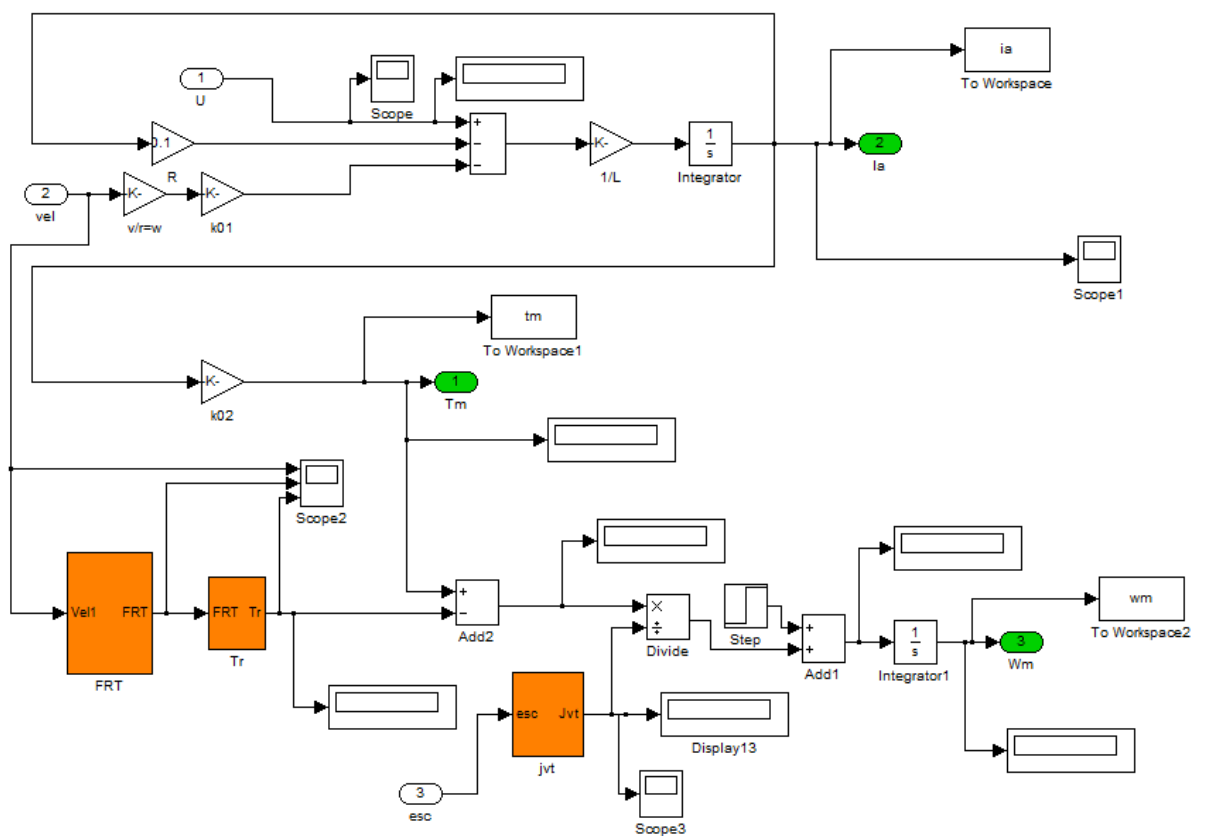 ia
To Workspace
1
U
Scope
+
−
−
0.1
R
K-
1/L
1
s
Integrator
2
Ia
2
vel
K-
v/r=w
K-
k01
Scope1
tm
To Workspace1
K-
k02
1
Tm
Scope2
Vel1 FRT
FRT
FRT Tr
Tr
+
−
Add2
×
÷
Divide
Step
+
+
Add1
1
s
Integrator1
wm
To Workspace2
3
Wm
esc Jvt
jvt
Display13
3
esc
Scope3